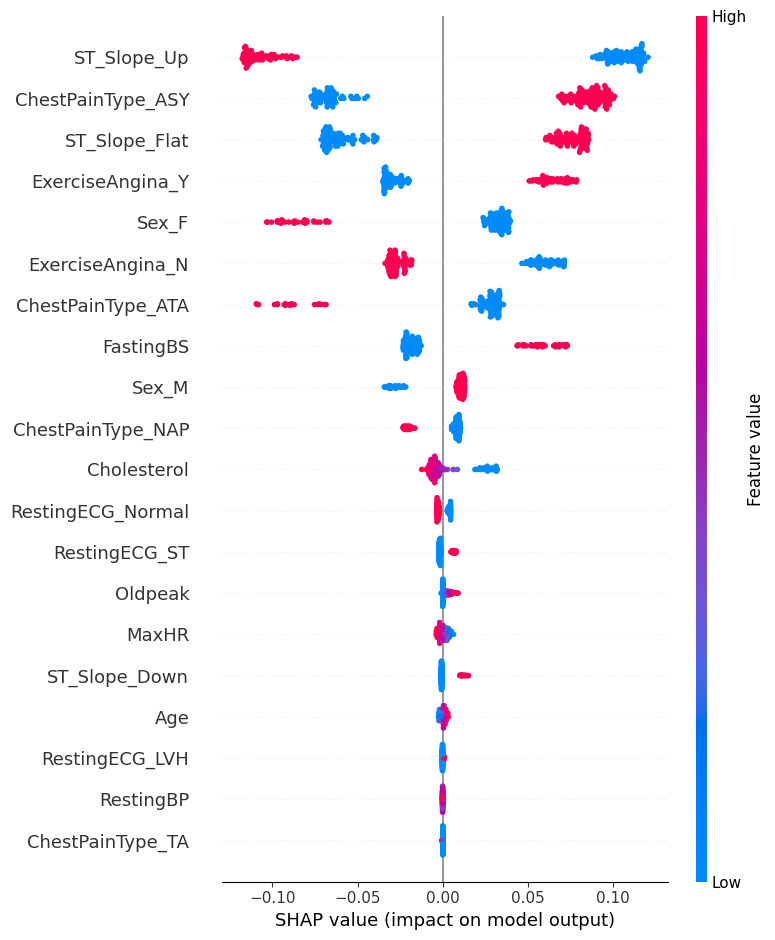 High
ST_Slope_Up
ChestPainType_ASY
ST_Slope_Flat
ExerciseAngina_Y
Sex_F
ExerciseAngina_N
ChestPainType_ATA
FastingBS
Sex_M
ChestPainType_NAP
Cholesterol
RestingECG_Normal
RestingECG_ST
Oldpeak
MaxHR
ST_Slope_Down
Age
RestingECG_LVH
RestingBP
ChestPainType_TA
Feature value
Low
−0.10 −0.05 0.00 0.05 0.10
SHAP value (impact on model output)